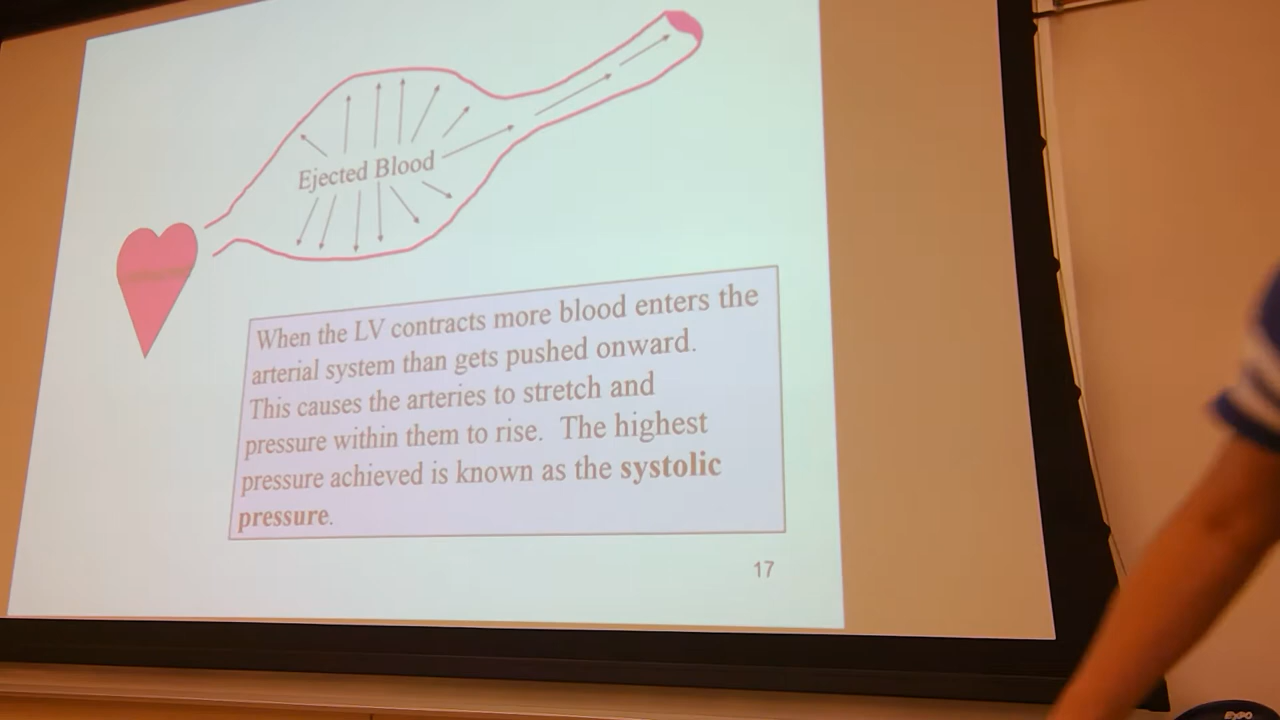 Ejected Blood
When the LV contracts more blood enters the
arterial system than gets pushed onward.
This causes the arteries to stretch and
pressure within them to rise. The highest
pressure achieved is known as the systolic
pressure.
17
EXPO